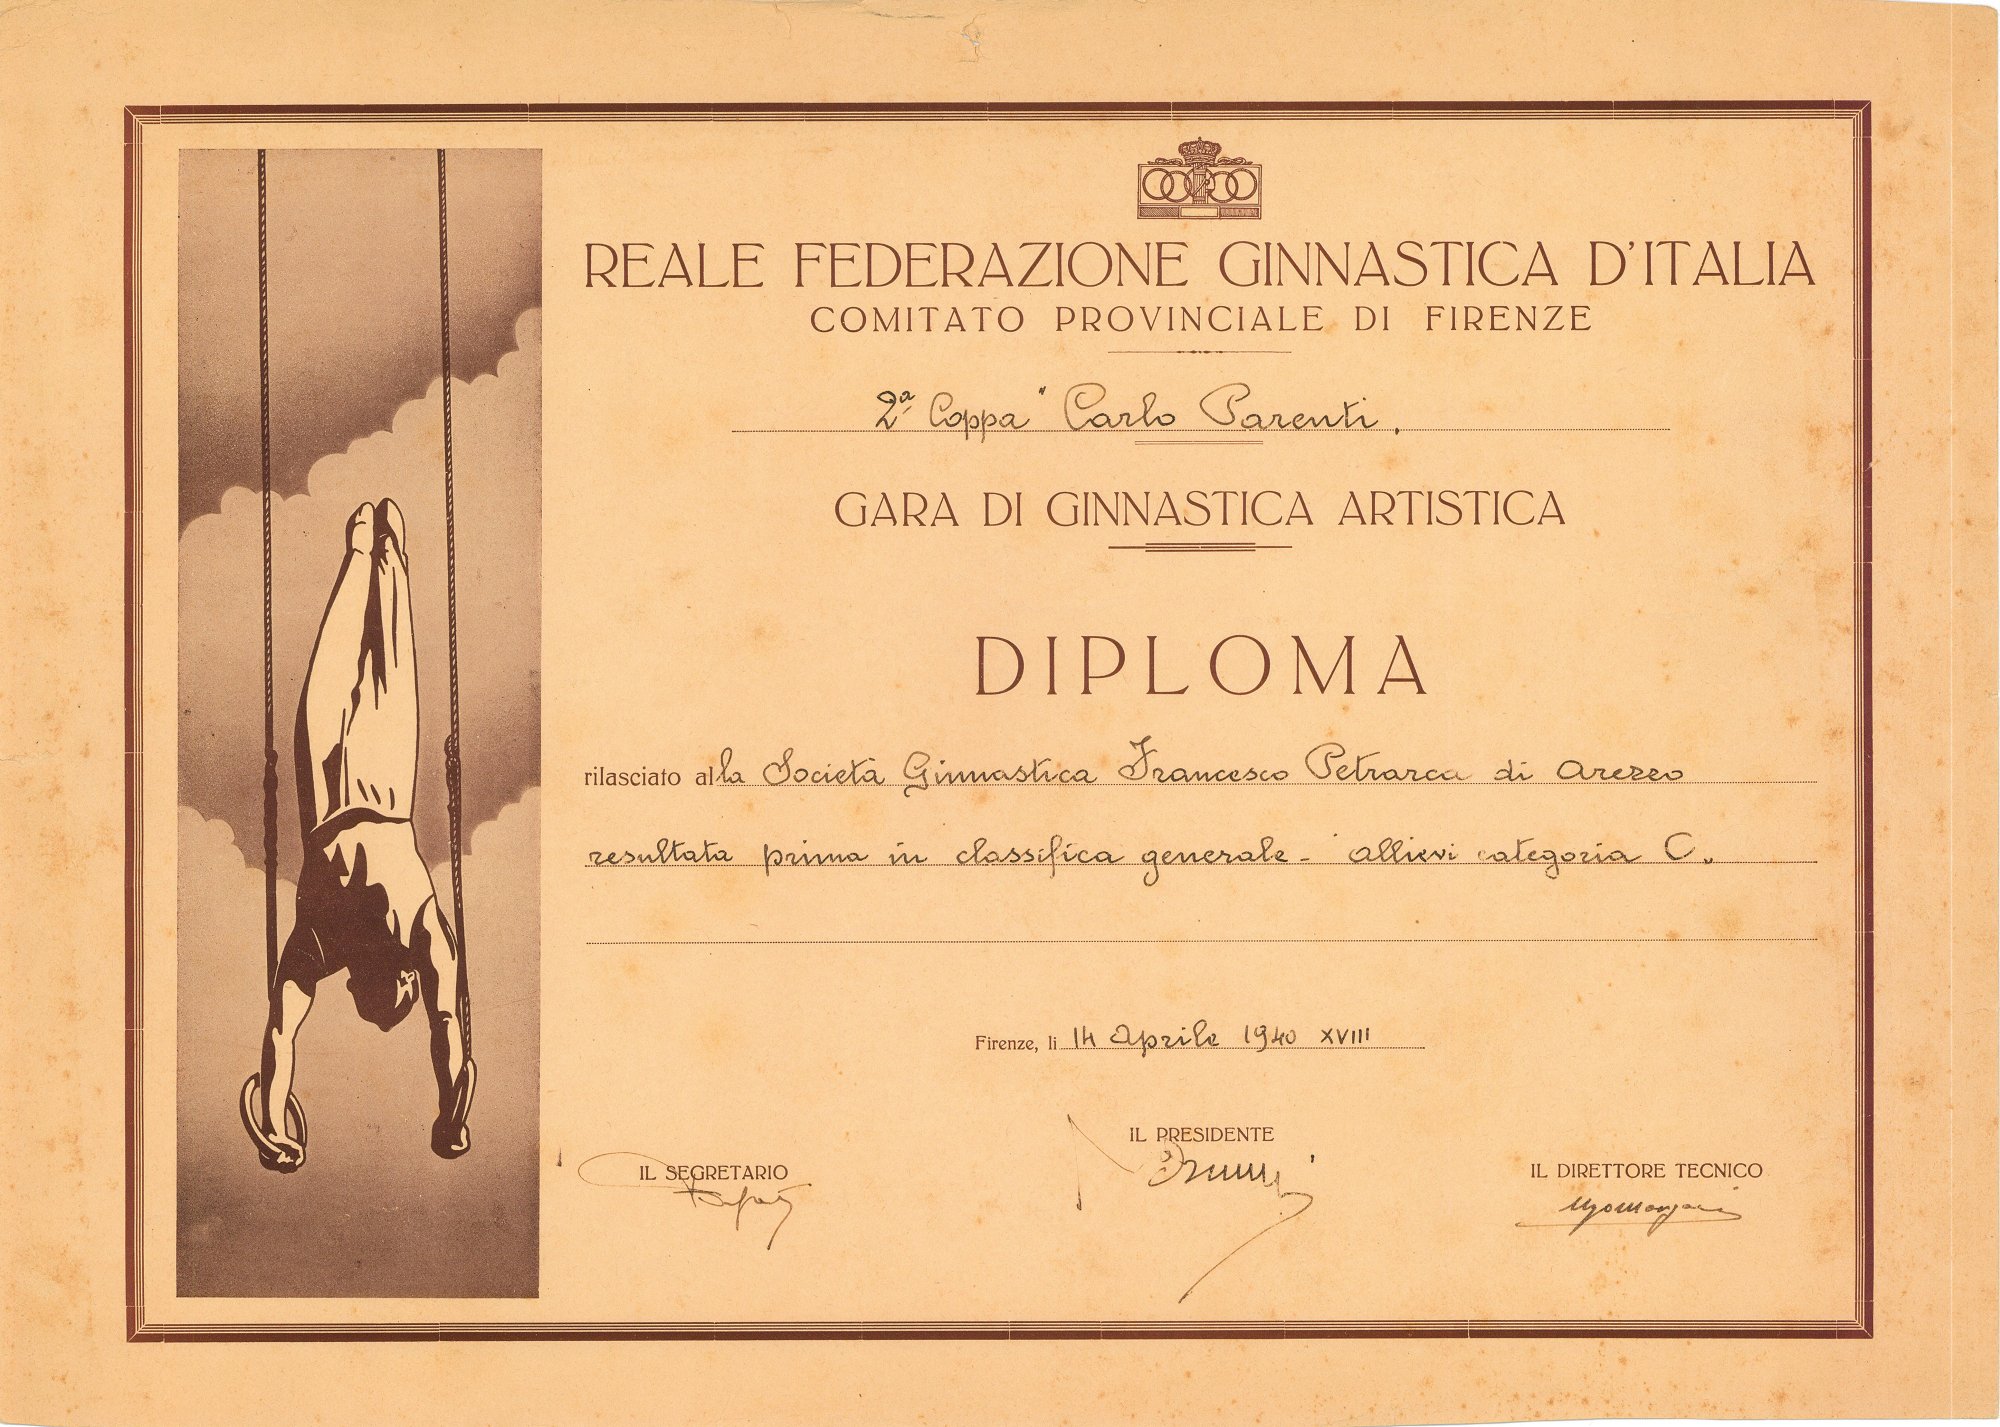 REALE FEDERAZIONE GINNASTICA D'ITALIA
COMITATO PROVINCIALE DI FIRENZE
2ª Coppa "Carlo Parenti,
GARA DI GINNASTICA ARTISTICA
DIPLOMA
rilasciato alla Società Ginnastica Francesco Petrarca di Arezzo
resultata prima in classifica generale - allievi categoria C.
Firenze, li 14 Aprile 1940 XVIII
IL PRESIDENTE
IL SEGRETARIO
IL DIRETTORE TECNICO